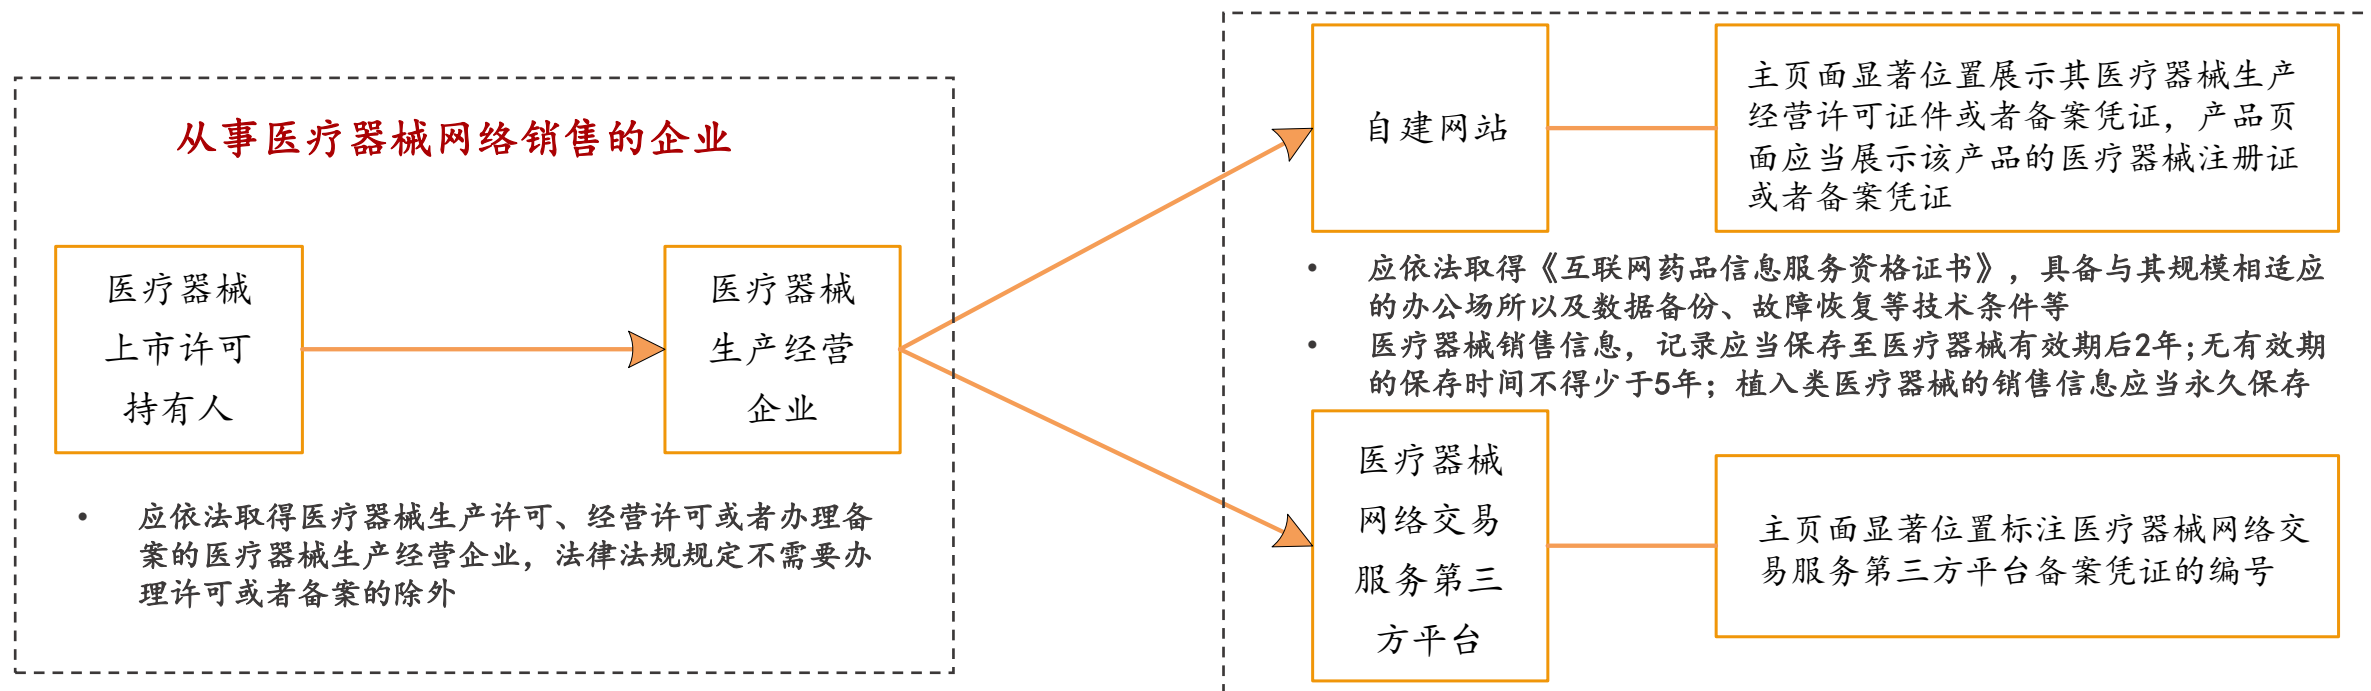 从事医疗器械网络销售的企业
医疗器械
上市许可
持有人
医疗器械
生产经营
企业
• 应依法取得医疗器械生产许可、经营许可或者办理备
案的医疗器械生产经营企业，法律法规规定不需要办
理许可或者备案的除外
自建网站
主页面显著位置展示其医疗器械生产
经营许可证件或者备案凭证，产品页
面应当展示该产品的医疗器械注册证
或者备案凭证
• 应依法取得《互联网药品信息服务资格证书》，具备与其规模相适应
的办公场所以及数据备份、故障恢复等技术条件等
• 医疗器械销售信息，记录应当保存至医疗器械有效期后2年;无有效期
的保存时间不得少于5年；植入类医疗器械的销售信息应当永久保存
医疗器械
网络交易
服务第三
方平台
主页面显著位置标注医疗器械网络交
易服务第三方平台备案凭证的编号